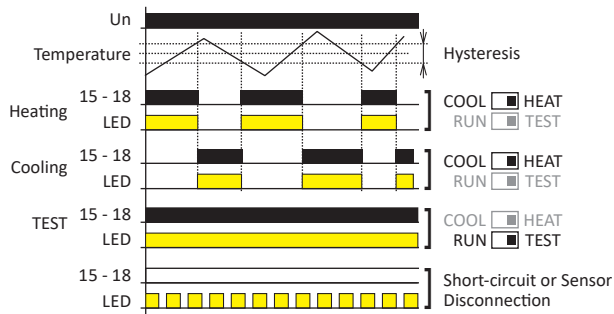 Un
Temperature
Hysteresis
Heating
15 - 18
LED
COOL HEAT
RUN TEST
Cooling
15 - 18
LED
COOL HEAT
RUN TEST
TEST
15 - 18
LED
COOL HEAT
RUN TEST
15 - 18
LED
Short-circuit or Sensor
Disconnection